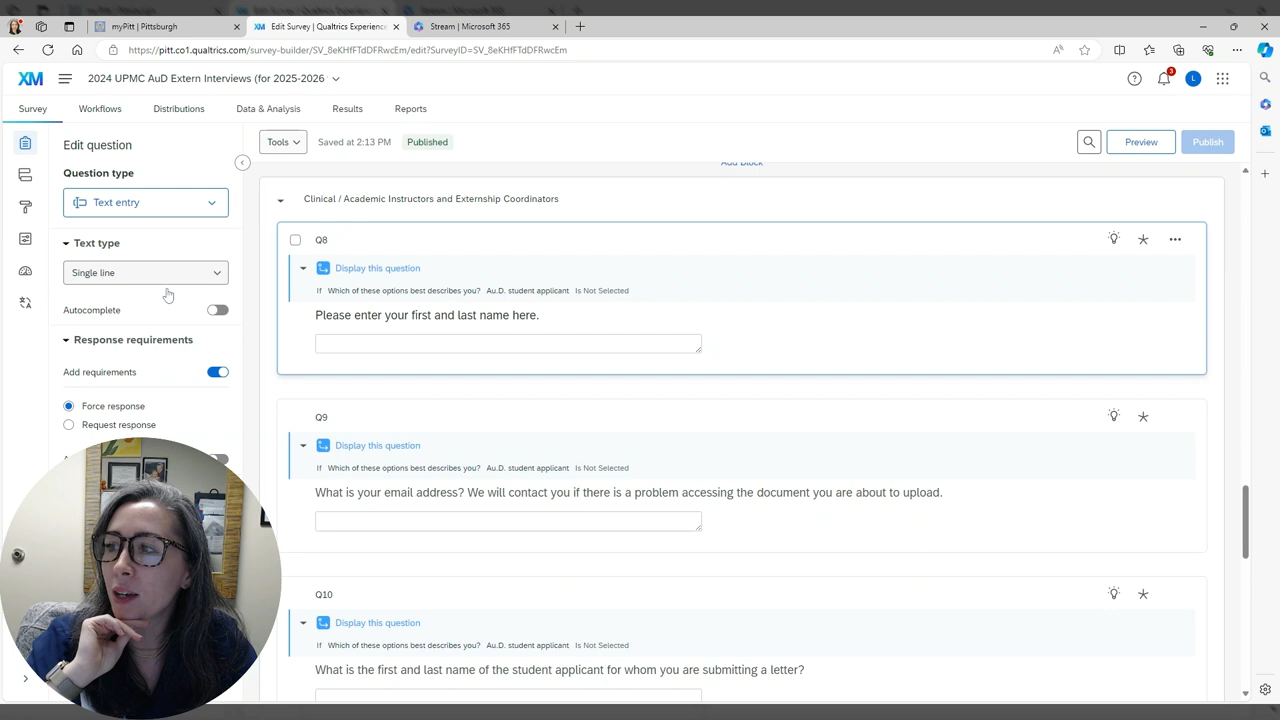 myPitt | Pittsburgh
Edit Survey | Qualtrics Experience
Stream | Microsoft 365
https://pitt.co1.qualtrics.com/survey-builder/SV_8eKHfFTdDFRwcEm/edit?SurveyID=SV_8eKHfFTdDFRwcEm
XM
2024 UPMC AuD Extern Interviews (for 2025-2026
3
L
Survey
Workflows
Distributions
Data & Analysis
Results
Reports
Edit question
Tools
Saved at 2:13 PM
Published
Preview
Publish
Add Block
Question type
Text entry
Text type
Single line
Autocomplete
Response requirements
Add requirements
Force response
Request response
Clinical / Academic Instructors and Externship Coordinators
Q8
Display this question
If Which of these options best describes you? Au.D. student applicant Is Not Selected
Please enter your first and last name here.
Q9
Display this question
If Which of these options best describes you? Au.D. student applicant Is Not Selected
What is your email address? We will contact you if there is a problem accessing the document you are about to upload.
Q10
Display this question
If Which of these options best describes you? Au.D. student applicant Is Not Selected
What is the first and last name of the student applicant for whom you are submitting a letter?